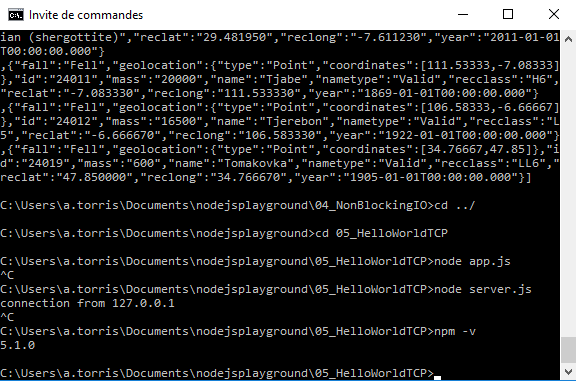 Invite de commandes
ian (shergottite)","reclat":"29.481950","reclong":"-7.611230","year":"2011-01-01
T00:00:00.000"}
,{"fall":"Fell","geolocation":{"type":"Point","coordinates":[111.53333,-7.08333]
},"id":"24011","mass":"20000","name":"Tjabe","nametype":"Valid","recclass":"H6",
"reclat":"-7.083330","reclong":"111.533330","year":"1869-01-01T00:00:00.000"}
,{"fall":"Fell","geolocation":{"type":"Point","coordinates":[106.58333,-6.66667]
},"id":"24012","mass":"16500","name":"Tjerebon","nametype":"Valid","recclass":"L
5","reclat":"-6.666670","reclong":"106.583330","year":"1922-01-01T00:00:00.000"}
,{"fall":"Fell","geolocation":{"type":"Point","coordinates":[34.76667,47.85]},"i
d":"24019","mass":"600","name":"Tomakovka","nametype":"Valid","recclass":"LL6","
reclat":"47.850000","reclong":"34.766670","year":"1905-01-01T00:00:00.000"}]
C:\Users\a.torris\Documents\nodejsplayground\04_NonBlockingIO>cd ../
C:\Users\a.torris\Documents\nodejsplayground>cd 05_HelloWorldTCP
C:\Users\a.torris\Documents\nodejsplayground\05_HelloWorldTCP>node app.js
^C
C:\Users\a.torris\Documents\nodejsplayground\05_HelloWorldTCP>node server.js
connection from 127.0.0.1
^C
C:\Users\a.torris\Documents\nodejsplayground\05_HelloWorldTCP>npm -v
5.1.0
C:\Users\a.torris\Documents\nodejsplayground\05_HelloWorldTCP>